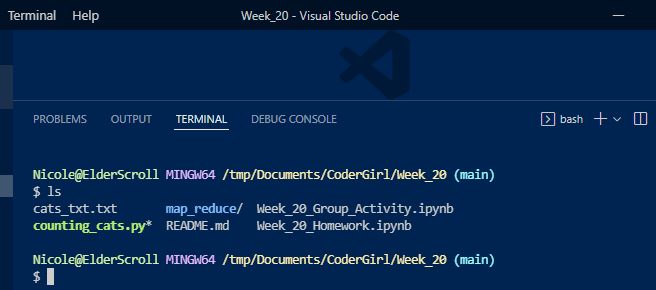 Terminal Help Week_20 - Visual Studio Code
PROBLEMS OUTPUT TERMINAL DEBUG CONSOLE bash
Nicole@ElderScroll MINGW64 /tmp/Documents/CoderGirl/Week_20 (main)
$ ls
cats_txt.txt map_reduce/ Week_20_Group_Activity.ipynb
counting_cats.py* README.md Week_20_Homework.ipynb
Nicole@ElderScroll MINGW64 /tmp/Documents/CoderGirl/Week_20 (main)
$